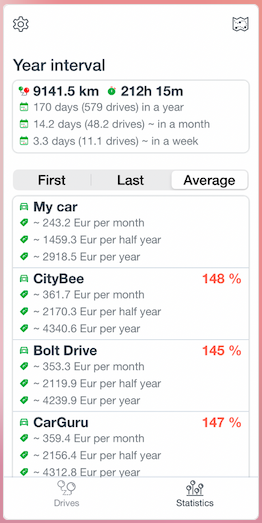 Year interval
9141.5 km 212h 15m
170 days (579 drives) in a year
14.2 days (48.2 drives) ~ in a month
3.3 days (11.1 drives) ~ in a week
First Last Average
My car
~ 243.2 Eur per month
~ 1459.3 Eur per half year
~ 2918.5 Eur per year
CityBee 148 %
~ 361.7 Eur per month
~ 2170.3 Eur per half year
~ 4340.6 Eur per year
Bolt Drive 145 %
~ 353.3 Eur per month
~ 2119.9 Eur per half year
~ 4239.9 Eur per year
CarGuru 147 %
~ 359.4 Eur per month
~ 2156.4 Eur per half year
~ 4312.8 Eur per year
Drives Statistics